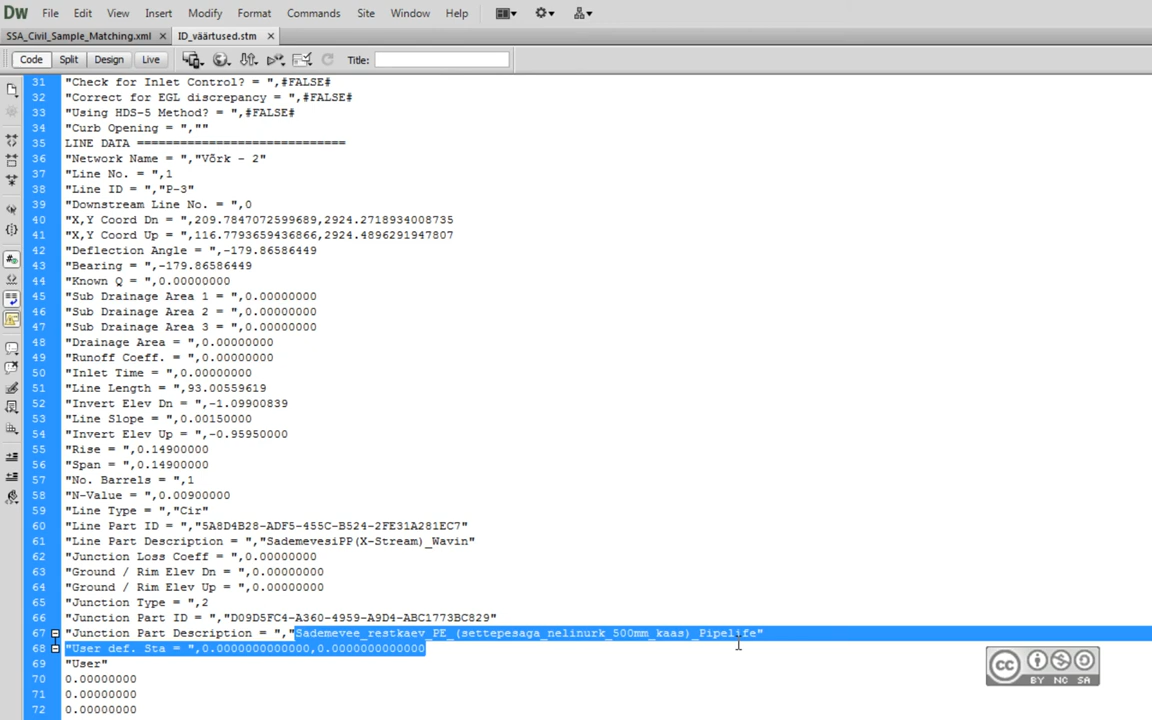 Dw File Edit View Insert Modify Format Commands Site Window Help
SSA_Civil_Sample_Matching.xml × ID_väärtused.stm ×
Code Split Design Live Title:
31 "Check for Inlet Control? = ",#FALSE#
32 "Correct for EGL discrepancy = ",#FALSE#
33 "Using HDS-5 Method? = ",#FALSE#
34 "Curb Opening = ",""
35 LINE DATA =============================
36 "Network Name = ","Võrk - 2"
37 "Line No. = ",1
38 "Line ID = ","P-3"
39 "Downstream Line No. = ",0
40 "X,Y Coord Dn = ",209.7847072599689,2924.2718934008735
41 "X,Y Coord Up = ",116.7793659436866,2924.4896291947807
42 "Deflection Angle = ",-179.86586449
43 "Bearing = ",-179.86586449
44 "Known Q = ",0.00000000
45 "Sub Drainage Area 1 = ",0.00000000
46 "Sub Drainage Area 2 = ",0.00000000
47 "Sub Drainage Area 3 = ",0.00000000
48 "Drainage Area = ",0.00000000
49 "Runoff Coeff. = ",0.00000000
50 "Inlet Time = ",0.00000000
51 "Line Length = ",93.00559619
52 "Invert Elev Dn = ",-1.09900839
53 "Line Slope = ",0.00150000
54 "Invert Elev Up = ",-0.95950000
55 "Rise = ",0.14900000
56 "Span = ",0.14900000
57 "No. Barrels = ",1
58 "N-Value = ",0.00900000
59 "Line Type = ","Cir"
60 "Line Part ID = ","5A8D4B28-ADF5-455C-B524-2FE31A281EC7"
61 "Line Part Description = ","SademevesiPP(X-Stream)_Wavin"
62 "Junction Loss Coeff = ",0.00000000
63 "Ground / Rim Elev Dn = ",0.00000000
64 "Ground / Rim Elev Up = ",0.00000000
65 "Junction Type = ",2
66 "Junction Part ID = ","D09D5FC4-A360-4959-A9D4-ABC1773BC829"
67 "Junction Part Description = ","Sademevee_restkaev_PE_(settepesaga_nelinurk_500mm_kaas)_Pipelife"
68 "User def. Sta = ",0.0000000000000,0.0000000000000
69 "User"
70 0.00000000
71 0.00000000
72 0.00000000
cc
BY NC SA